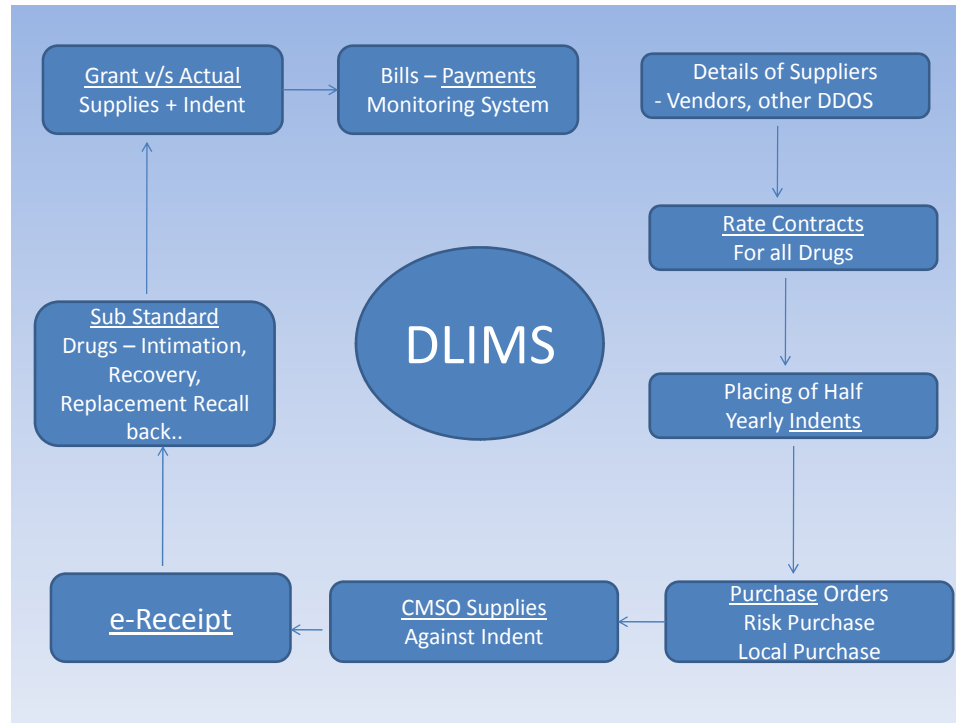 Grant v/s Actual
Supplies + Indent
Bills – Payments
Monitoring System
Details of Suppliers
- Vendors, other DDOS
Rate Contracts
For all Drugs
Sub Standard
Drugs – Intimation,
Recovery,
Replacement Recall
back..
DLIMS
Placing of Half
Yearly Indents
e-Receipt
CMSO Supplies
Against Indent
Purchase Orders
Risk Purchase
Local Purchase